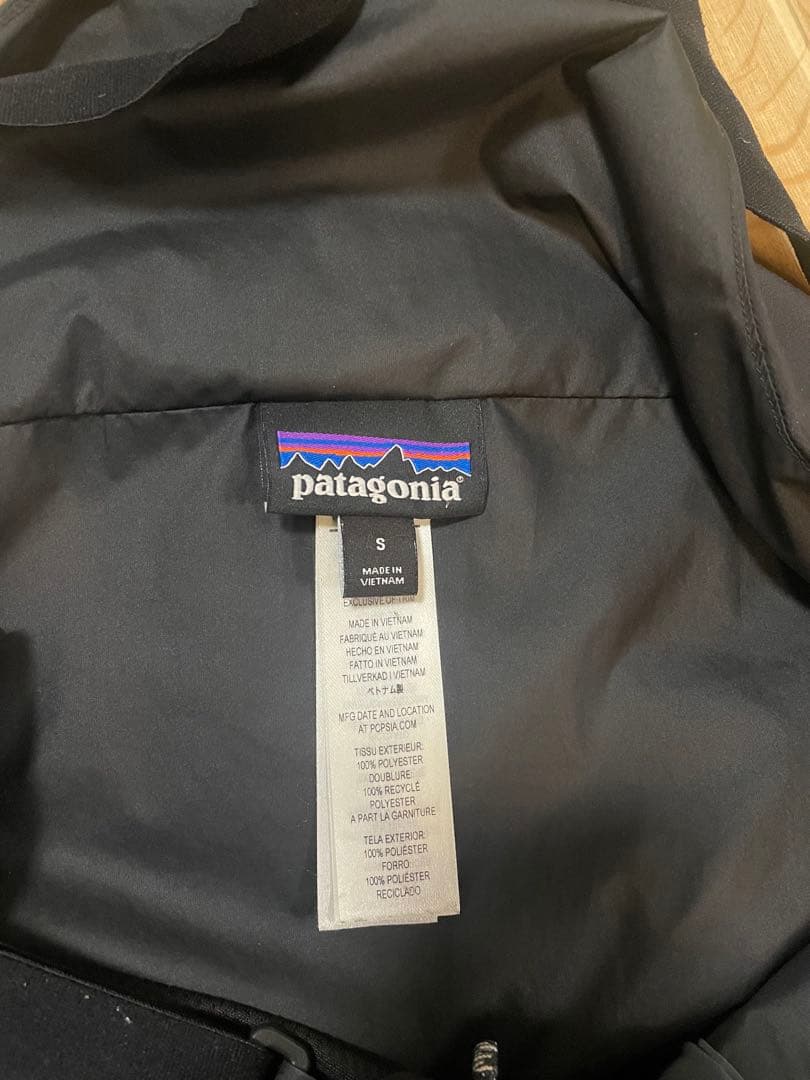 patagonia®
S
MADE IN
VIETNAM
EXCLUSIVE OF TRIM
MADE IN VIETNAM
FABRIQUÉ AU VIETNAM
HECHO EN VIETNAM
FATTO IN VIETNAM
TILLVERKAD I VIETNAM
ベトナム製
MFG DATE AND LOCATION
AT PCPSIA.COM
TISSU EXTERIEUR:
100% POLYESTER
DOUBLURE:
100% RECYCLÉ
POLYESTER
A PART LA GARNITURE
TELA EXTERIOR:
100% POLIÉSTER
FORRO:
100% POLIÉSTER
RECICLADO